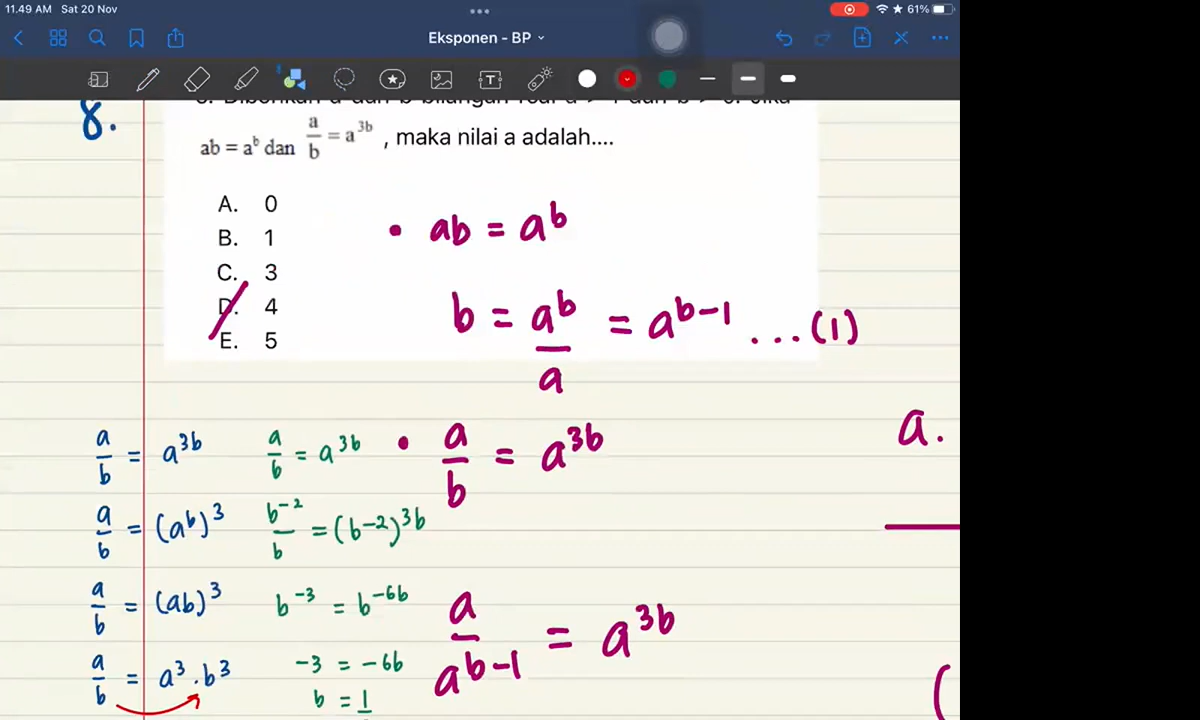 11.49 AM Sat 20 Nov
61%
Eksponen - BP
8.
ab = a^b dan a/b = a^3b , maka nilai a adalah....
A. 0
B. 1
C. 3
D. 4
E. 5
• ab = a^b
b = a^b/a = a^b-1 ...(1)
• a/b = a^3b
a/a^b-1 = a^3b
a/b = a^3b
a/b = (a^b)^3
a/b = (ab)^3
a/b = a^3 . b^3
a/b = a^3b
b^-2/b = (b^-2)^3b
b^-3 = b^-6b
-3 = -6b
b = 1
a.
(